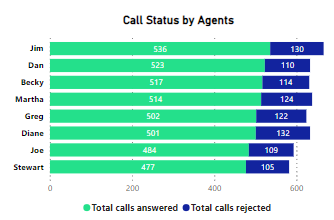 Call Status by Agents
Jim 536 130
Dan 523 110
Becky 517 114
Martha 514 124
Greg 502 122
Diane 501 132
Joe 484 109
Stewart 477 105
0 200 400 600
Total calls answered Total calls rejected